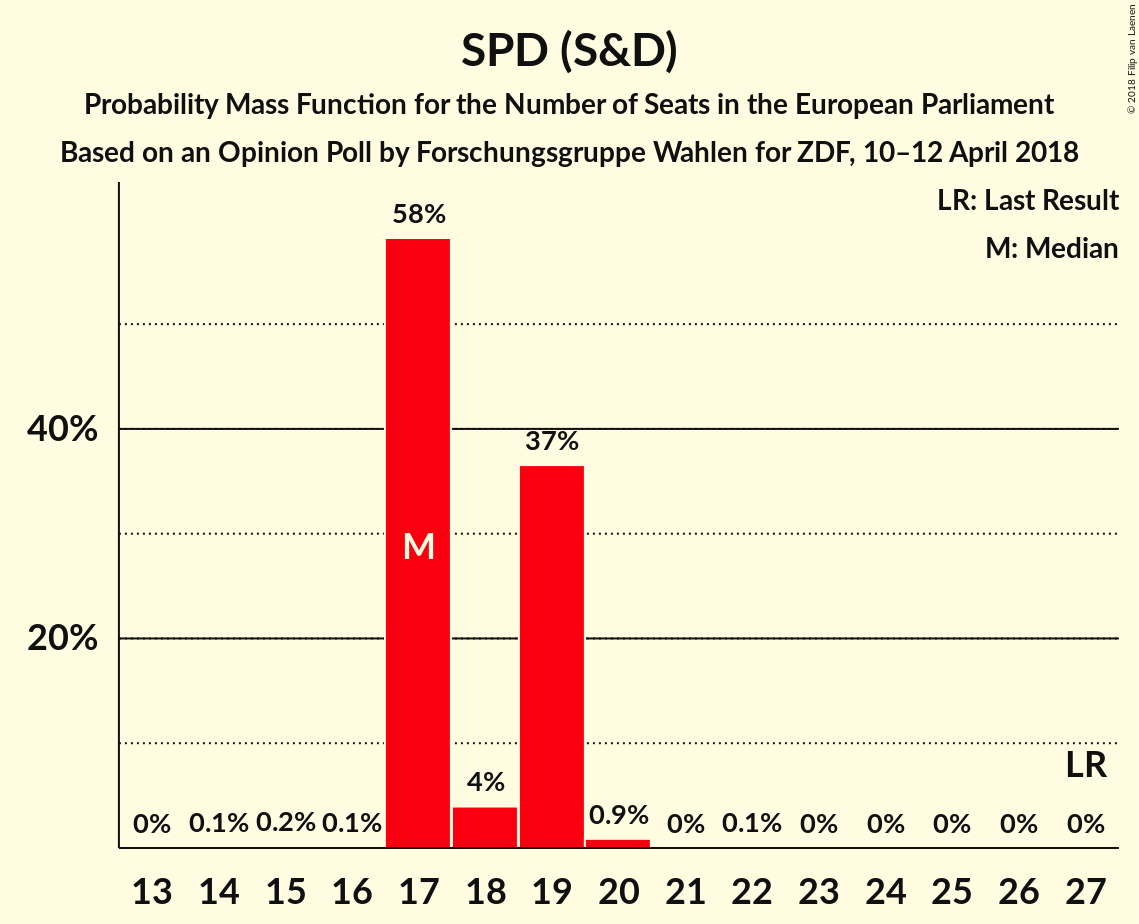 SPD (S&D)
Probability Mass Function for the Number of Seats in the European Parliament
Based on an Opinion Poll by Forschungsgruppe Wahlen for ZDF, 10–12 April 2018
© 2018 Filip van Laenen
LR: Last Result
M: Median
58%
40%
37%
M
20%
LR
4%
0% 0.1% 0.2% 0.1% 0.9% 0% 0.1% 0% 0% 0% 0% 0%
13 14 15 16 17 18 19 20 21 22 23 24 25 26 27